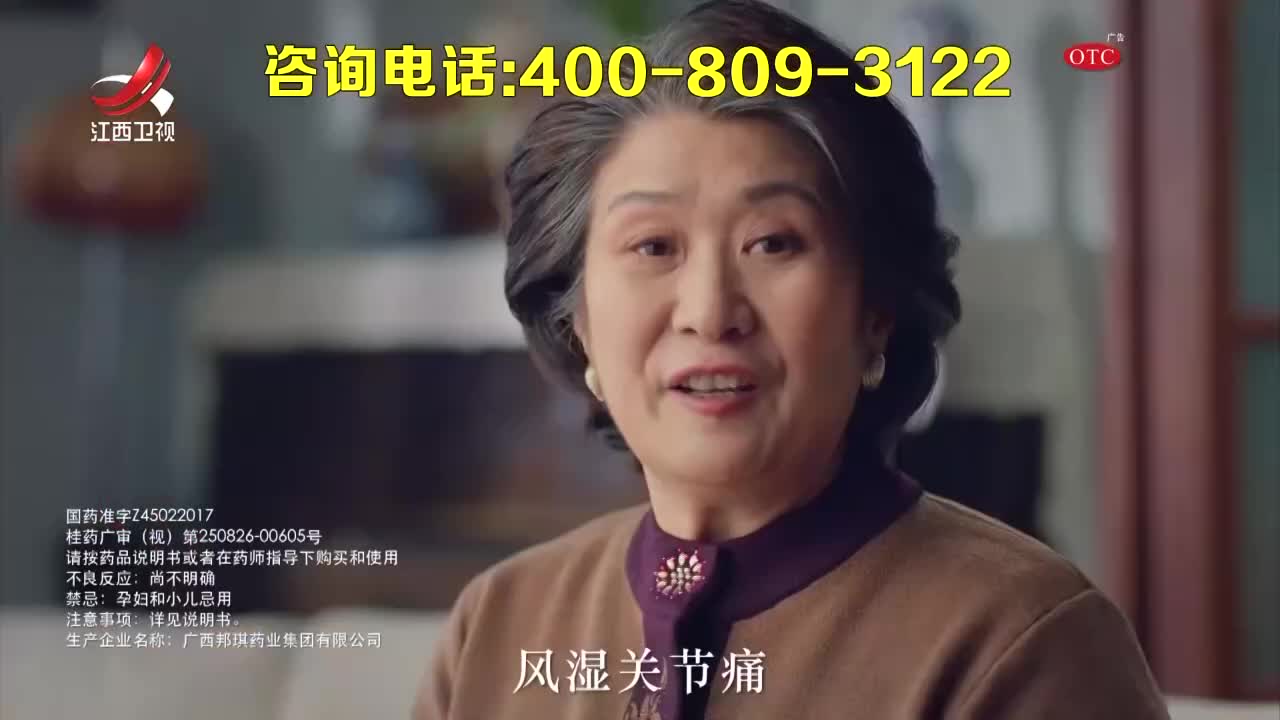 广告
OTC
咨询电话:400-809-3122
江西卫视
国药准字Z45022017
桂药广审（视）第250826-00605号
请按药品说明书或者在药师指导下购买和使用
不良反应：尚不明确
禁忌：孕妇和小儿忌用
注意事项：详见说明书。
生产企业名称：广西邦琪药业集团有限公司
风湿关节痛